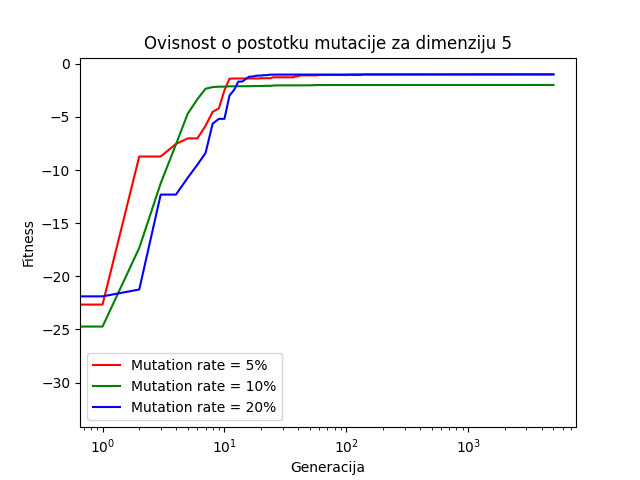 Ovisnost o postotku mutacije za dimenziju 5
0
−5
−10
−15
−20
−25
−30
Fitness
Mutation rate = 5%
Mutation rate = 10%
Mutation rate = 20%
10⁰
10¹
10²
10³
Generacija